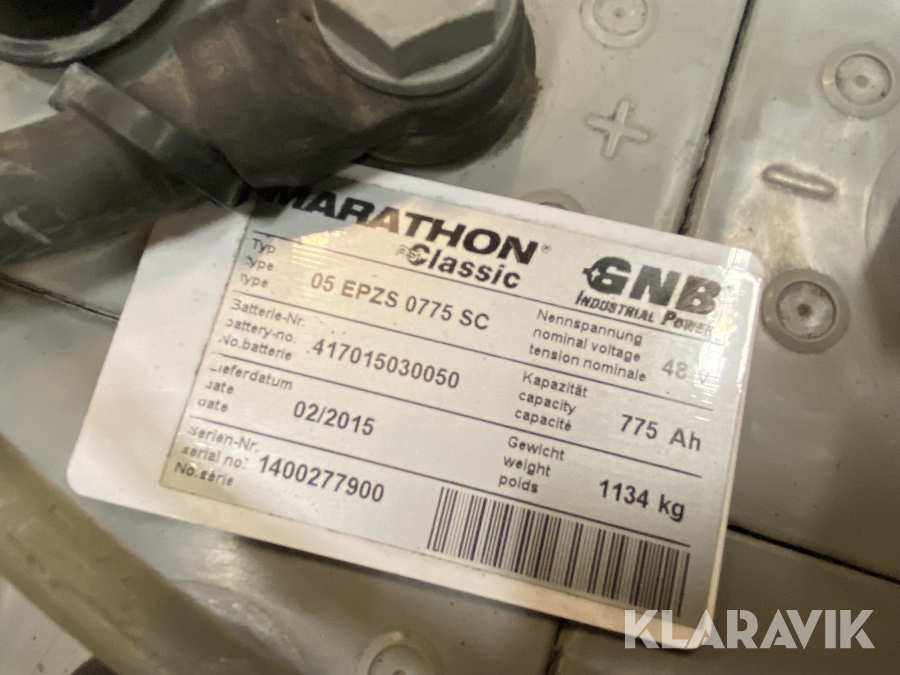 MARATHON®
Classic
GNB®
INDUSTRIAL POWER
Typ
type
type
05 EPZS 0775 SC
Nennspannung
nominal voltage
tension nominale
48
Batterie-Nr.
battery-no.
No.batterie
417015030050
Kapazität
capacity
capacité
775 Ah
Lieferdatum
date
date
02/2015
Gewicht
weight
poids
1134 kg
Serien-Nr.
serial no.
No.série
1400277900
+
−
KLARAVIK